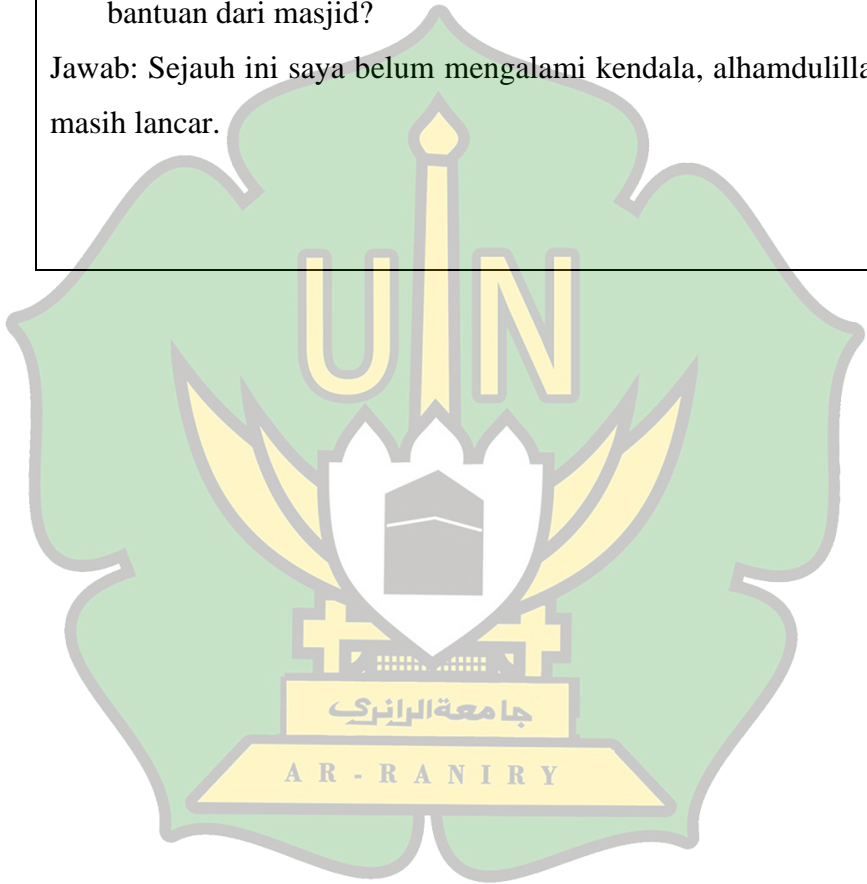 bantuan dari masjid?
Jawab: Sejauh ini saya belum mengalami kendala, alhamdulilla
masih lancar.
UIN
جامعة الرانري
AR-RANIRY